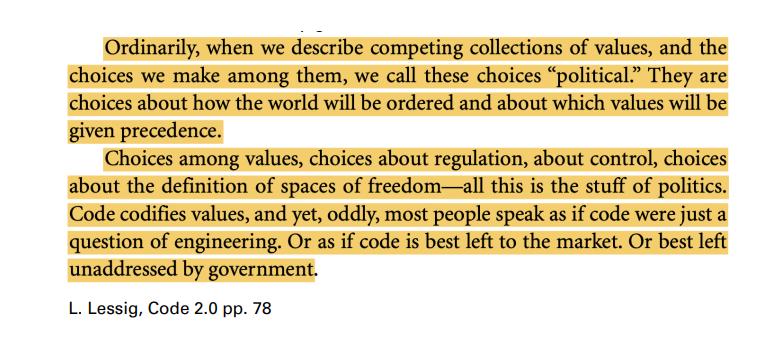 Ordinarily, when we describe competing collections of values, and the
choices we make among them, we call these choices “political.” They are
choices about how the world will be ordered and about which values will be
given precedence.
Choices among values, choices about regulation, about control, choices
about the definition of spaces of freedom—all this is the stuff of politics.
Code codifies values, and yet, oddly, most people speak as if code were just a
question of engineering. Or as if code is best left to the market. Or best left
unaddressed by government.
L. Lessig, Code 2.0 pp. 78